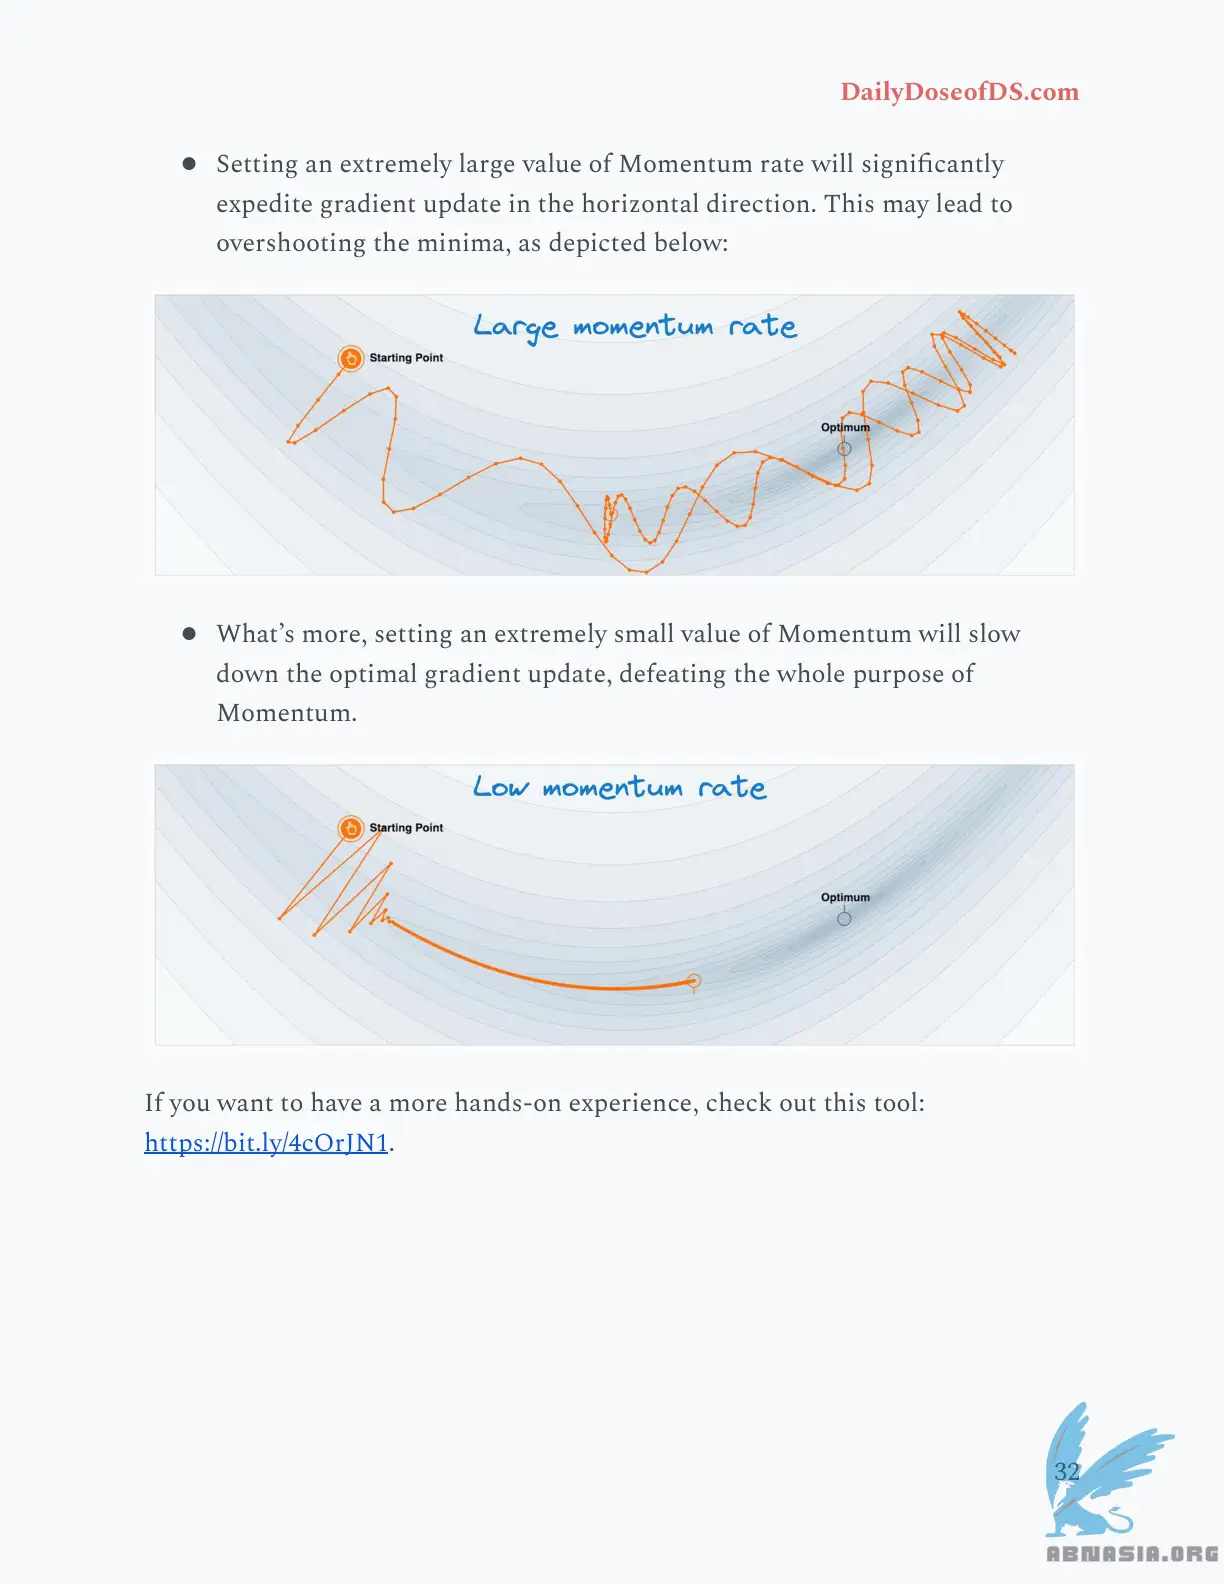 DailyDoseofDS.com
● Setting an extremely large value of Momentum rate will significantly
expedite gradient update in the horizontal direction. This may lead to
overshooting the minima, as depicted below:
Large momentum rate
Starting Point
Optimum
● What’s more, setting an extremely small value of Momentum will slow
down the optimal gradient update, defeating the whole purpose of
Momentum.
Low momentum rate
Starting Point
Optimum
If you want to have a more hands-on experience, check out this tool:
https://bit.ly/4cOrJN1.
32
ABNASIA.ORG